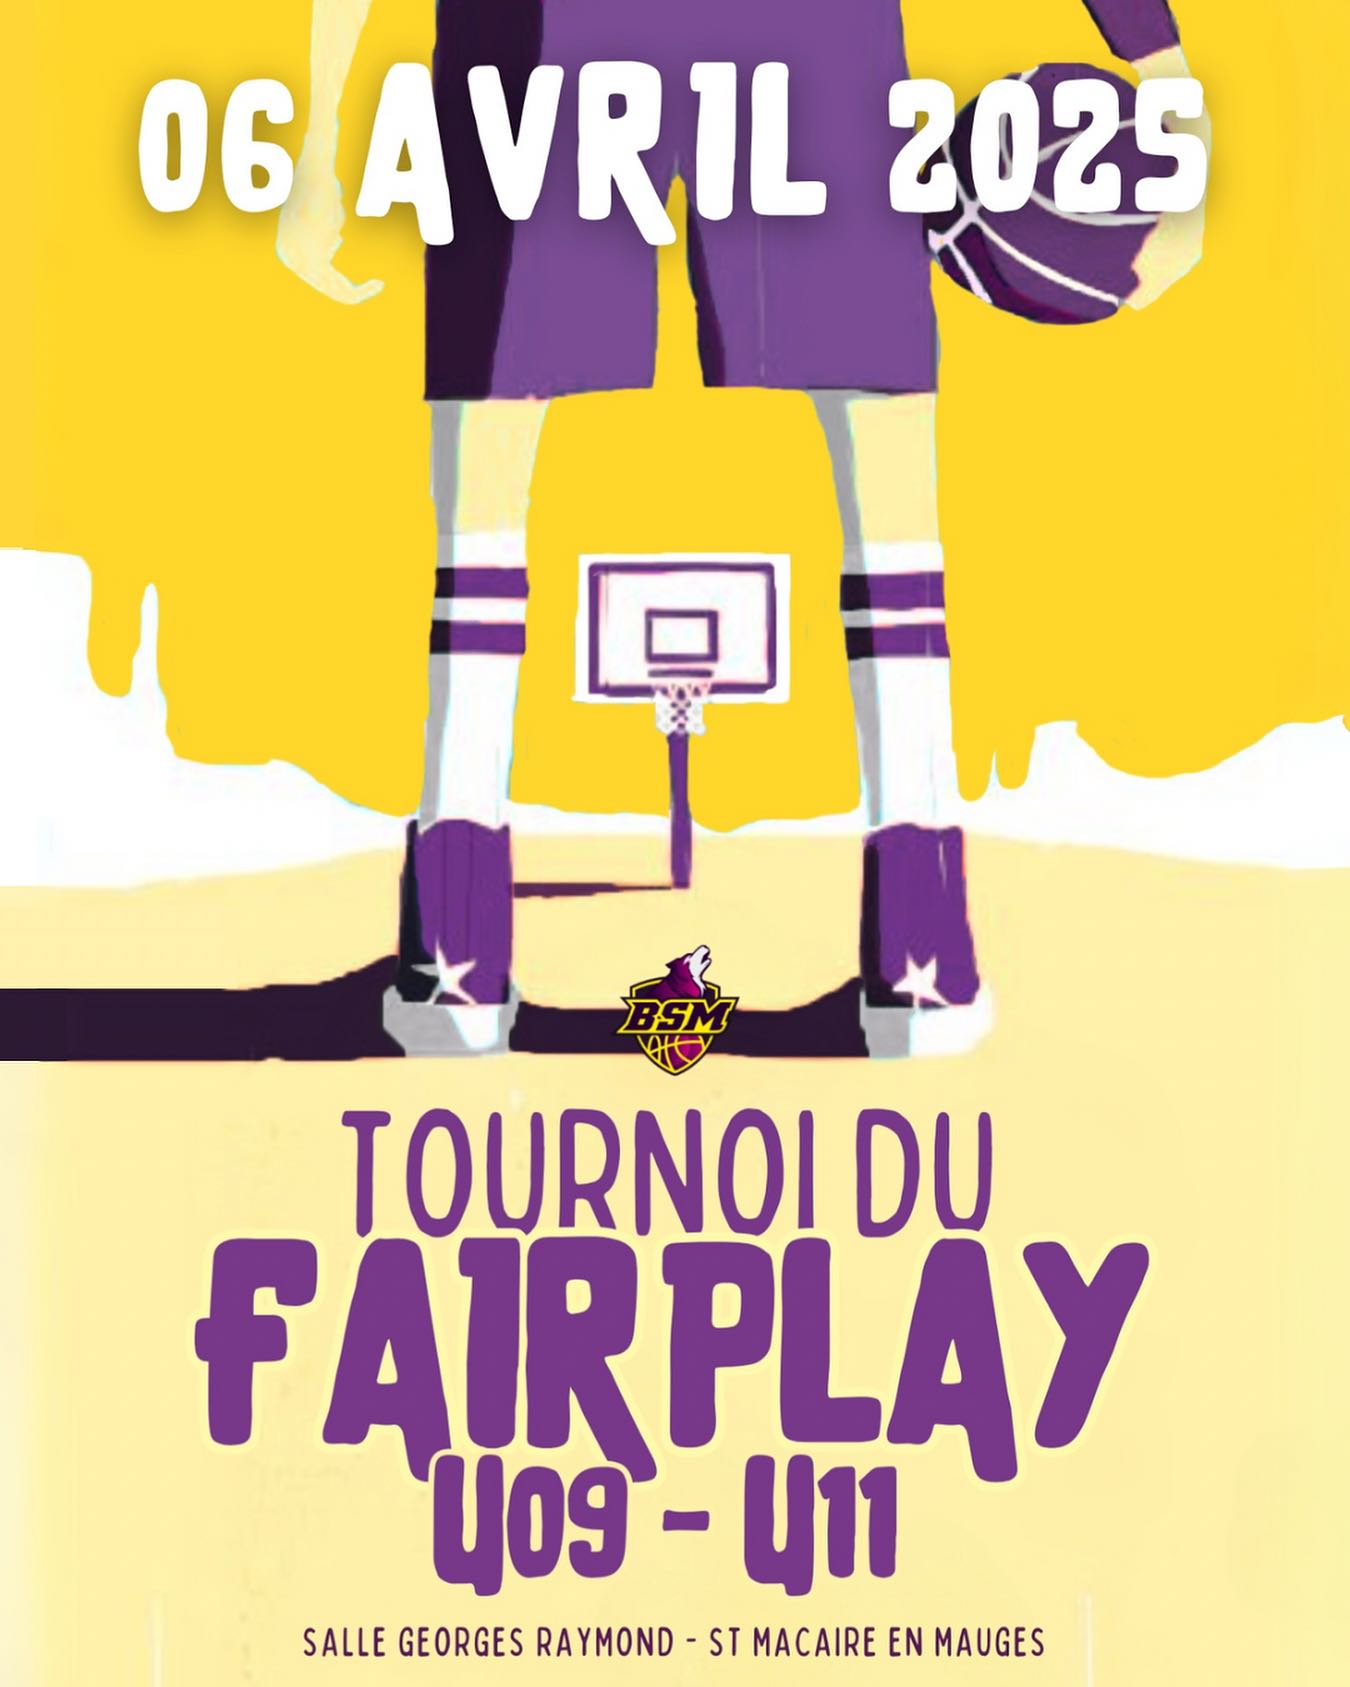 06 AVRIL 2025
BSM
TOURNOI DU
FAIRPLAY
U09 - U11
SALLE GEORGES RAYMOND - ST MACAIRE EN MAUGES